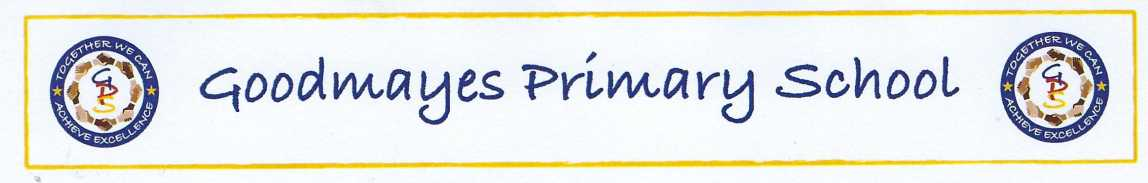 TOGETHER WE CAN
GPS
ACHIEVE EXCELLENCE
Goodmayes Primary School
TOGETHER WE CAN
GPS
ACHIEVE EXCELLENCE